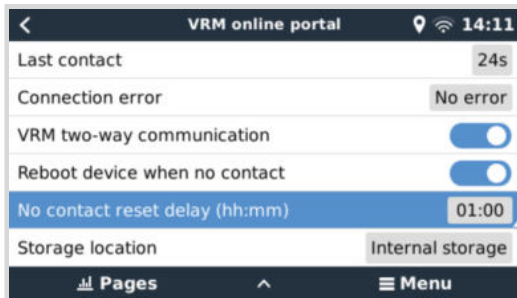 VRM online portal 14:11
Last contact 24s
Connection error No error
VRM two-way communication
Reboot device when no contact
No contact reset delay (hh:mm) 01:00
Storage location Internal storage
Pages Menu